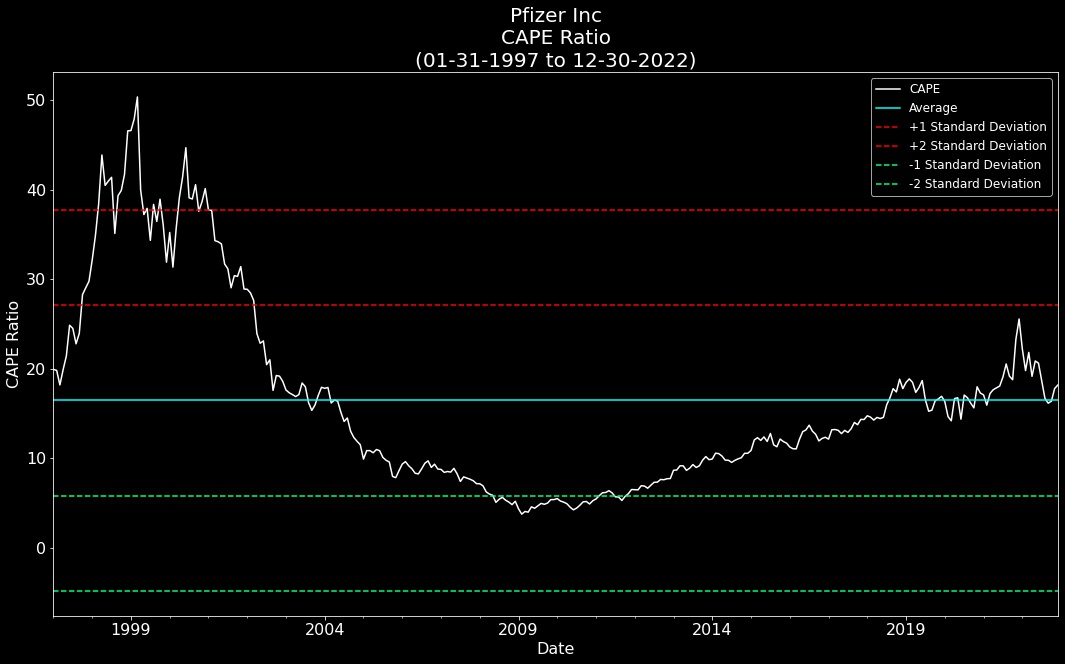 Pfizer Inc
CAPE Ratio
(01-31-1997 to 12-30-2022)
CAPE
Average
+1 Standard Deviation
+2 Standard Deviation
-1 Standard Deviation
-2 Standard Deviation
CAPE Ratio
50
40
30
20
10
0
1999 2004 2009 2014 2019
Date